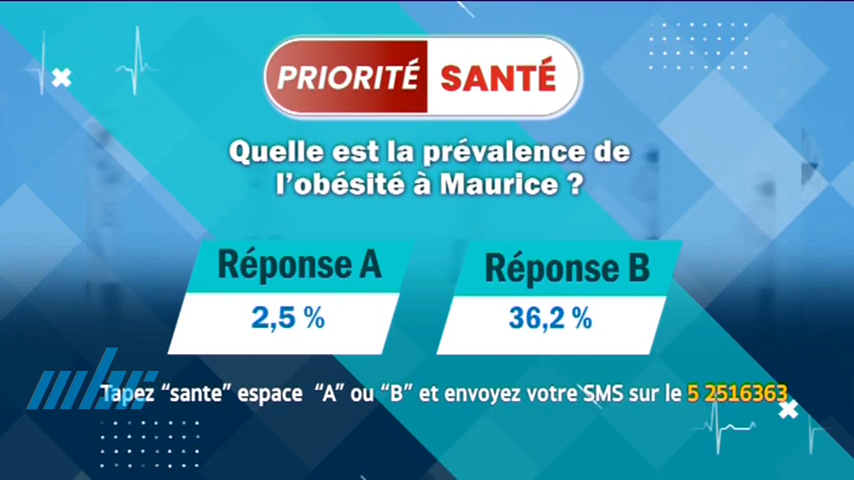 PRIORITÉ SANTÉ
Quelle est la prévalence de
l'obésité à Maurice ?
Réponse A
2,5 %
Réponse B
36,2 %
mbc
Tapez “sante” espace “A” ou “B” et envoyez votre SMS sur le 5 2516363